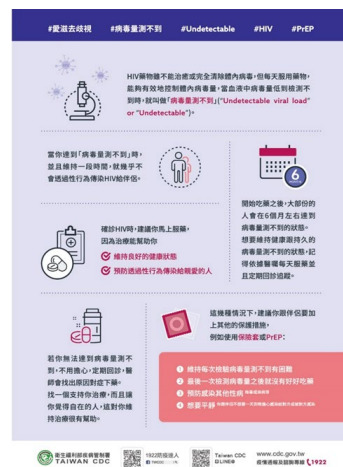 #愛滋去歧視 #病毒量測不到 #Undetectable #HIV #PrEP
HIV藥物雖不能治癒或完全清除體內病毒，但每天服用藥物，
能夠有效地控制體內病毒量，當血液中病毒量低到檢測不
到時，就叫做「病毒量測不到」("Undetectable viral load"
or "Undetectable")。
當你達到「病毒量測不到」時，
並且維持一段時間，就幾乎不
會透過性行為傳染HIV給伴侶。
6
開始吃藥之後，大部份的
人會在6個月左右達到
病毒量測不到的狀態。
想要維持健康跟持久的
病毒量測不到的狀態，記
得依據醫囑每天服藥並
且定期回診追蹤。
確診HIV時，建議你馬上服藥，
因為治療能幫助你
維持良好的健康狀態
預防透過性行為傳染給親愛的人
若你無法達到病毒量測不
到，不用擔心，定期回診，醫
師會找出原因對症下藥。
找一個支持你治療，而且讓
你覺得自在的人，這對你維
持治療很有幫助。
這幾種情況下，建議你跟伴侶要加
上其他的保護措施，
例如使用保險套或PrEP：
1 維持每次檢驗病毒量測不到有困難
2 最後一次測病毒量之後就沒有好好吃藥
3 預防感染其他性病
4 想要平靜
衛生福利部疾病管制署
TAIWAN CDC
1922防疫達人
Taiwan CDC
www.cdc.gov.tw
疫情通報及諮詢專線 1922